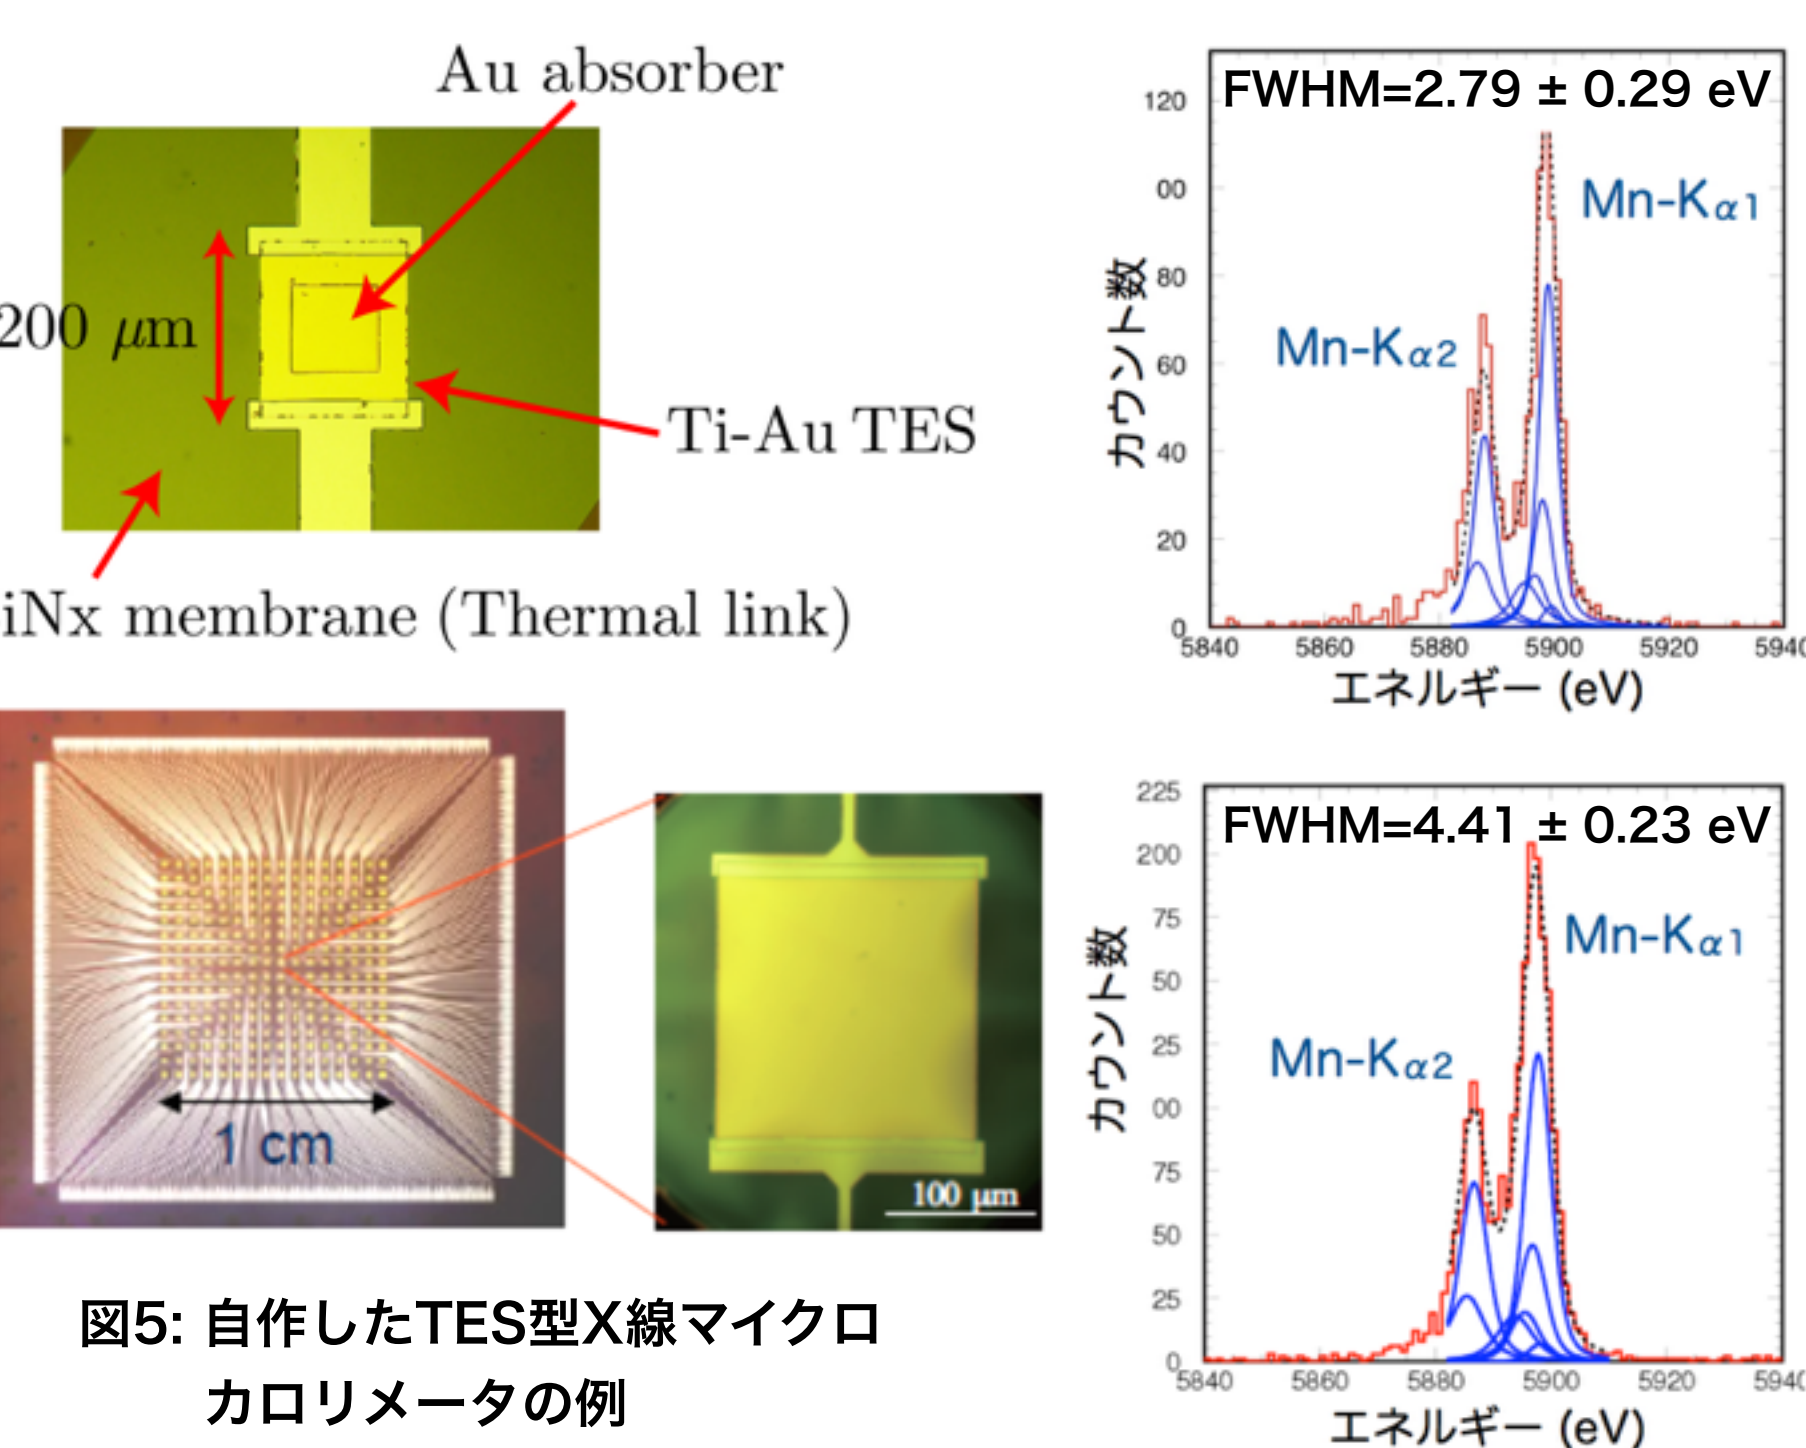 Au absorber
200 μm
Ti-Au TES
iNx membrane (Thermal link)
FWHM=2.79 ± 0.29 eV
Mn-Kα1
Mn-Kα2
カウント数
120
00
80
60
40
20
0
5840 5860 5880 5900 5920 5940
エネルギー (eV)
1 cm
100 μm
FWHM=4.41 ± 0.23 eV
Mn-Kα1
Mn-Kα2
カウント数
225
200
75
50
25
00
75
50
25
0
5840 5860 5880 5900 5920 5940
エネルギー (eV)
図5: 自作したTES型X線マイクロ
カロリメータの例